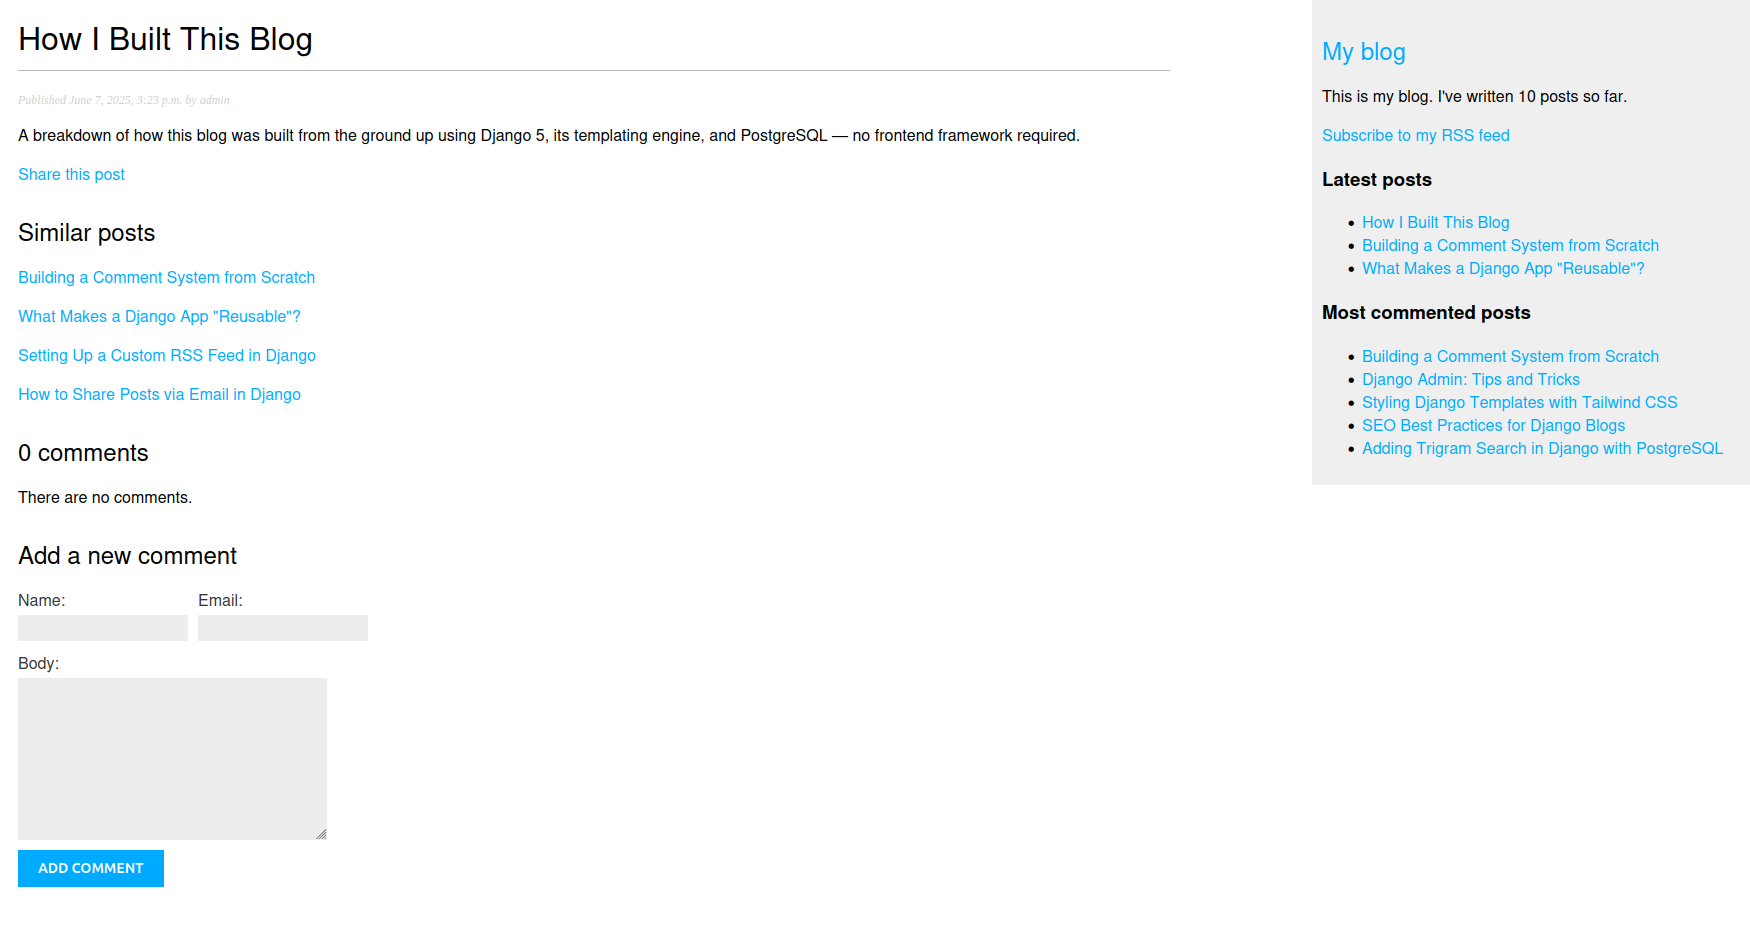 How I Built This Blog
Published June 7, 2025, 3:23 p.m. by admin
A breakdown of how this blog was built from the ground up using Django 5, its templating engine, and PostgreSQL — no frontend framework required.
Share this post
Similar posts
Building a Comment System from Scratch
What Makes a Django App "Reusable"?
Setting Up a Custom RSS Feed in Django
How to Share Posts via Email in Django
0 comments
There are no comments.
Add a new comment
Name: Email:
Body:
ADD COMMENT
My blog
This is my blog. I've written 10 posts so far.
Subscribe to my RSS feed
Latest posts
• How I Built This Blog
• Building a Comment System from Scratch
• What Makes a Django App "Reusable"?
Most commented posts
• Building a Comment System from Scratch
• Django Admin: Tips and Tricks
• Styling Django Templates with Tailwind CSS
• SEO Best Practices for Django Blogs
• Adding Trigram Search in Django with PostgreSQL